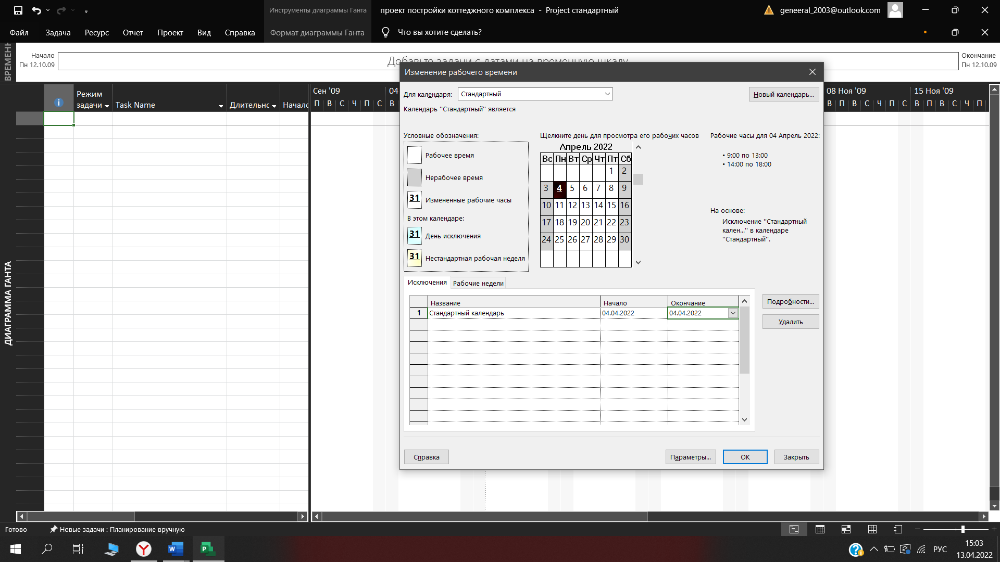 Инструменты диаграммы Ганта
проект постройки коттеджного комплекса - Project стандартный
geneeral_2003@outlook.com
Файл Задача Ресурс Отчет Проект Вид Справка Формат диаграммы Ганта Что вы хотите сделать?
ВРЕМЕНН
Начало
Пн 12.10.09
Добавьте задачи с датами на временную шкалу
Окончание
Пн 12.10.09
Режим задачи Task Name Длительнс Начало
Сен '09 04 08 Ноя '09 15 Ноя '09
П В С Ч П С В В П В С Ч П С В П В С Ч П
ДИАГРАММА ГАНТА
Изменение рабочего времени
Для календаря: Стандартный Новый календарь...
Календарь "Стандартный" является
Условные обозначения:
Рабочее время
Нерабочее время
31 Измененные рабочие часы
В этом календаре:
31 День исключения
31 Нестандартная рабочая неделя
Щелкните день для просмотра его рабочих часов
Апрель 2022
Вс Пн Вт Ср Чт Пт Сб
1 2
3 4 5 6 7 8 9
10 11 12 13 14 15 16
17 18 19 20 21 22 23
24 25 26 27 28 29 30
Рабочие часы для 04 Апрель 2022:
• 9:00 по 13:00
• 14:00 по 18:00
На основе:
Исключение "Стандартный
кален..." в календаре
"Стандартный".
Исключения Рабочие недели
Название Начало Окончание
1 Стандартный календарь 04.04.2022 04.04.2022
Подробности...
Удалить
Справка Параметры... ОК Закрыть
Готово Новые задачи : Планирование вручную
РУС
15:03
13.04.2022